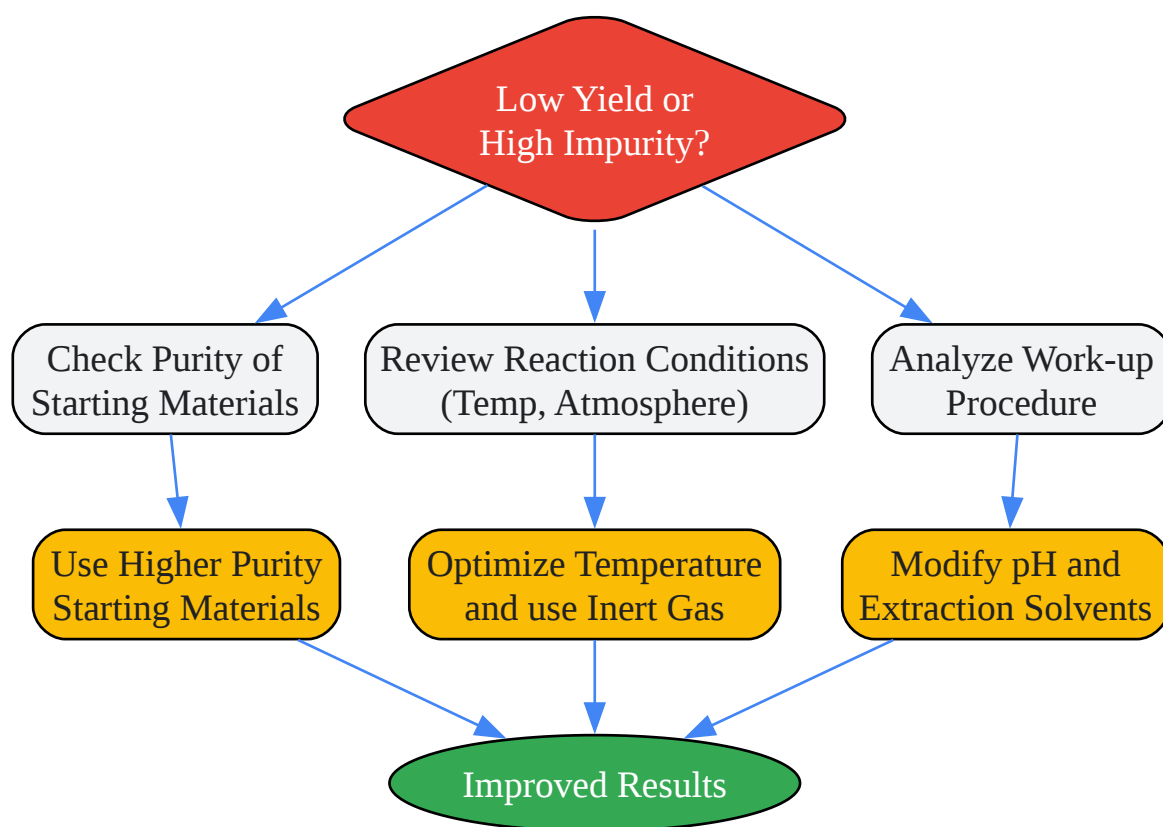 Low Yield or
High Impurity?
Check Purity of
Starting Materials
Review Reaction Conditions
(Temp, Atmosphere)
Analyze Work-up
Procedure
Use Higher Purity
Starting Materials
Optimize Temperature
and use Inert Gas
Modify pH and
Extraction Solvents
Improved Results